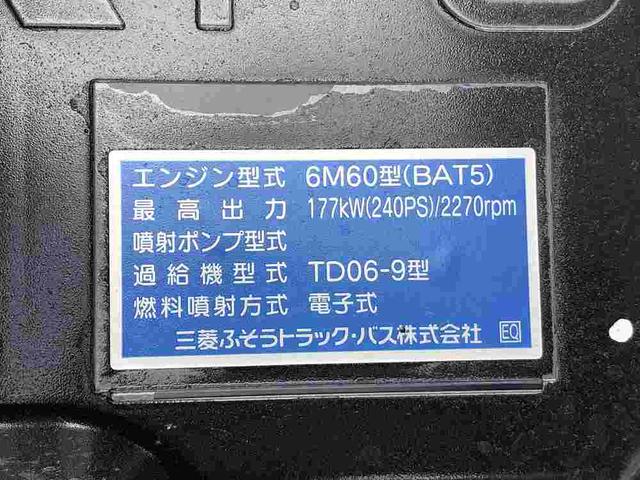 エンジン型式 6M60型(BAT5)
最高出力 177kW(240PS)/2270rpm
噴射ポンプ型式
過給機型式 TD06-9型
燃料噴射方式 電子式
三菱ふそうトラック・バス株式会社 EQ